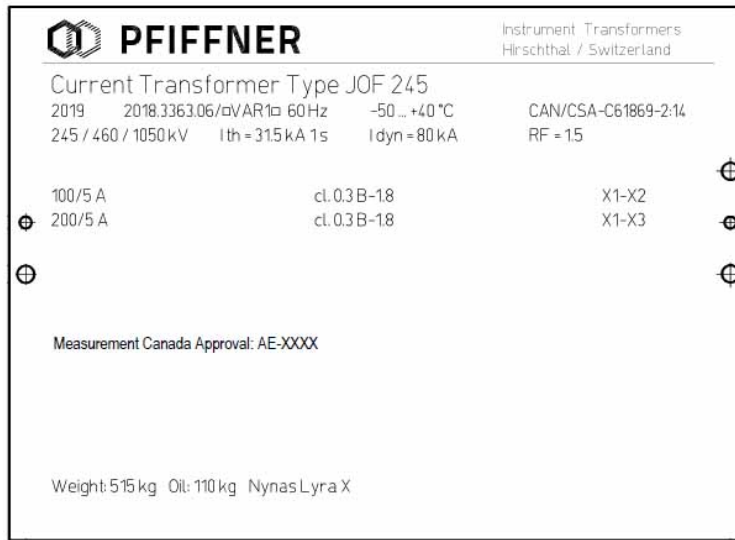 PFIFFNER
Instrument Transformers
Hirschthal / Switzerland
Current Transformer Type JOF 245
2019 2018.3363.06/¤VAR1¤ 60 Hz -50 ... +40 °C CAN/CSA-C61869-2:14
245 / 460 / 1050 kV Ith = 31.5 kA 1 s Idyn = 80 kA RF = 1.5
100/5 A cl. 0.3 B-1.8 X1-X2
200/5 A cl. 0.3 B-1.8 X1-X3
Measurement Canada Approval: AE-XXXX
Weight: 515 kg Oil: 110 kg Nynas Lyra X